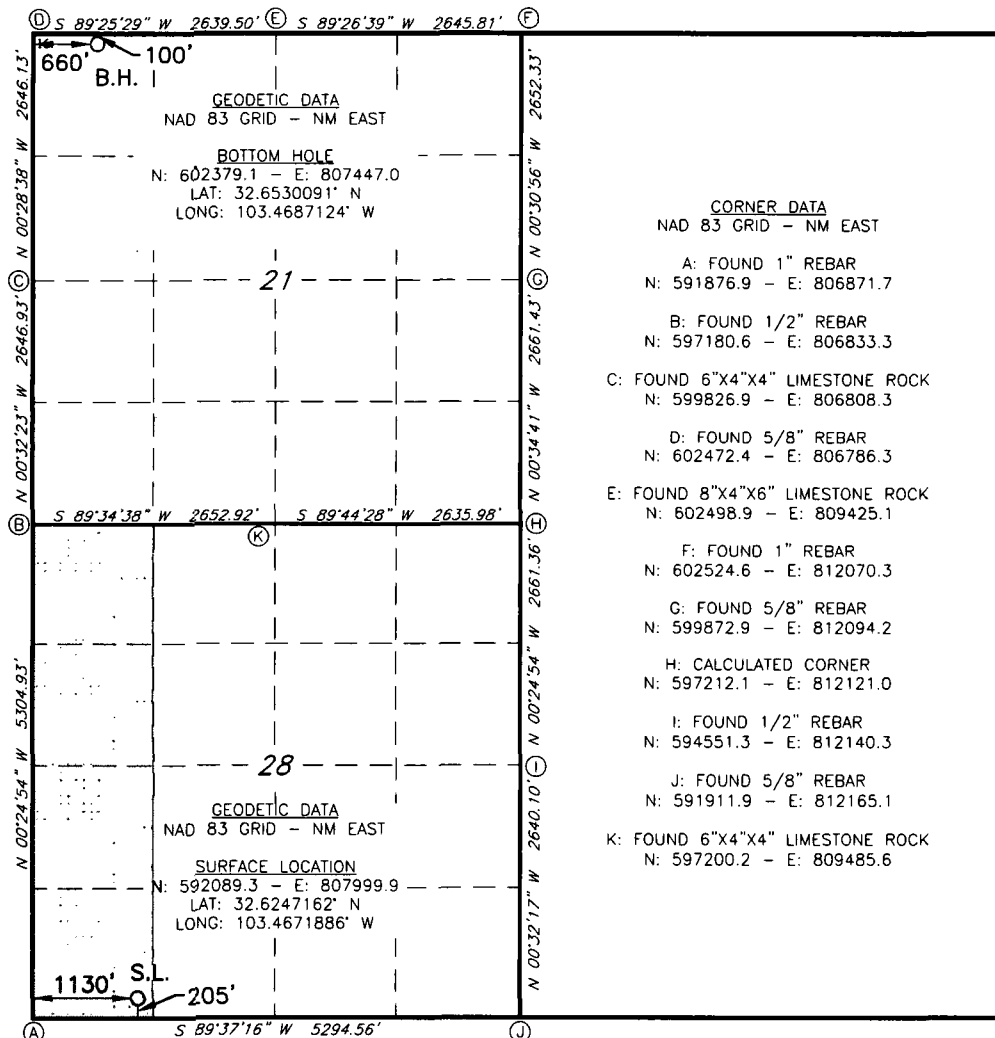 D S 89°25'29" W 2639.50' E S 89°26'39" W 2645.81' F
660' 100'
B.H.
N 00°28'38" W 2646.13'
N 00°30'56" W 2652.33'
GEODETIC DATA
NAD 83 GRID – NM EAST
BOTTOM HOLE
N: 602379.1 – E: 807447.0
LAT: 32.6530091° N
LONG: 103.4687124° W
C 21 G
N 00°32'23" W 2646.93'
N 00°34'41" W 2661.43'
B S 89°34'38" W 2652.92' S 89°44'28" W 2635.98' H
K
N 00°24'54" W 5304.93'
N 00°24'54" W 2661.36'
28 I
GEODETIC DATA
NAD 83 GRID – NM EAST
SURFACE LOCATION
N: 592089.3 – E: 807999.9
LAT: 32.6247162° N
LONG: 103.4671886° W
N 00°32'17" W 2640.10'
S.L.
1130' 205'
A S 89°37'16" W 5294.56' J
CORNER DATA
NAD 83 GRID – NM EAST
A: FOUND 1" REBAR
N: 591876.9 – E: 806871.7
B: FOUND 1/2" REBAR
N: 597180.6 – E: 806833.3
C: FOUND 6"X4"X4" LIMESTONE ROCK
N: 599826.9 – E: 806808.3
D: FOUND 5/8" REBAR
N: 602472.4 – E: 806786.3
E: FOUND 8"X4"X6" LIMESTONE ROCK
N: 602498.9 – E: 809425.1
F: FOUND 1" REBAR
N: 602524.6 – E: 812070.3
G: FOUND 5/8" REBAR
N: 599872.9 – E: 812094.2
H: CALCULATED CORNER
N: 597212.1 – E: 812121.0
I: FOUND 1/2" REBAR
N: 594551.3 – E: 812140.3
J: FOUND 5/8" REBAR
N: 591911.9 – E: 812165.1
K: FOUND 6"X4"X4" LIMESTONE ROCK
N: 597200.2 – E: 809485.6